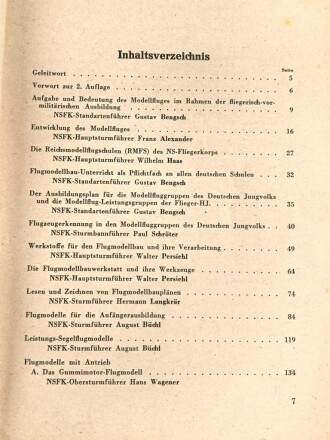 Inhaltsverzeichnis
Seite
Geleitwort . . . . . . . . . . . . . . . . . . . . 5
Vorwort zur 2. Auflage . . . . . . . . . . . . . . . . 6
Aufgabe und Bedeutung des Modellfluges im Rahmen der fliegerisch-vor-
militärischen Ausbildung . . . . . . . . . . . . . . . 9
NSFK-Standartenführer Gustav Bengsch
Entwicklung des Modellfluges . . . . . . . . . . . . . . 16
NSFK-Hauptsturmführer Franz Alexander
Die Reichsmodellflugschulen (RMFS) des NS-Fliegerkorps . . . . . . 27
NSFK-Hauptsturmführer Wilhelm Haas
Flugmodellbau-Unterricht als Pflichtfach an allen deutschen Schulen . . 32
NSFK-Standartenführer Gustav Bengsch
Der Ausbildungsplan für die Modellfluggruppen des Deutschen Jungvolks
und die Modellflug-Leistungsgruppen der Flieger-HJ. . . . . . . . 35
NSFK-Standartenführer Gustav Bengsch
Flugzeugerkennung in den Modellfluggruppen des Deutschen Jungvolks . . 40
NSFK-Sturmbannführer Paul Schröter
Werkstoffe für den Flugmodellbau und ihre Verarbeitung . . . . . . 49
NSFK-Hauptsturmführer Walter Persiehl
Die Flugmodellbauwerkstatt und ihre Werkzeuge . . . . . . . . 64
NSFK-Hauptsturmführer Walter Persiehl
Lesen und Zeichnen von Flugmodellbauplänen . . . . . . . . . 74
NSFK-Sturmführer Hermann Langkrär
Flugmodelle für die Anfängerausbildung . . . . . . . . . . 84
NSFK-Sturmführer August Büchl
Leistungs-Segelflugmodelle . . . . . . . . . . . . . . 119
NSFK-Sturmführer August Büchl
Flugmodelle mit Antrieb
A. Das Gummimotor-Flugmodell . . . . . . . . . . . . . 134
NSFK-Obersturmführer Hans Wagener
7